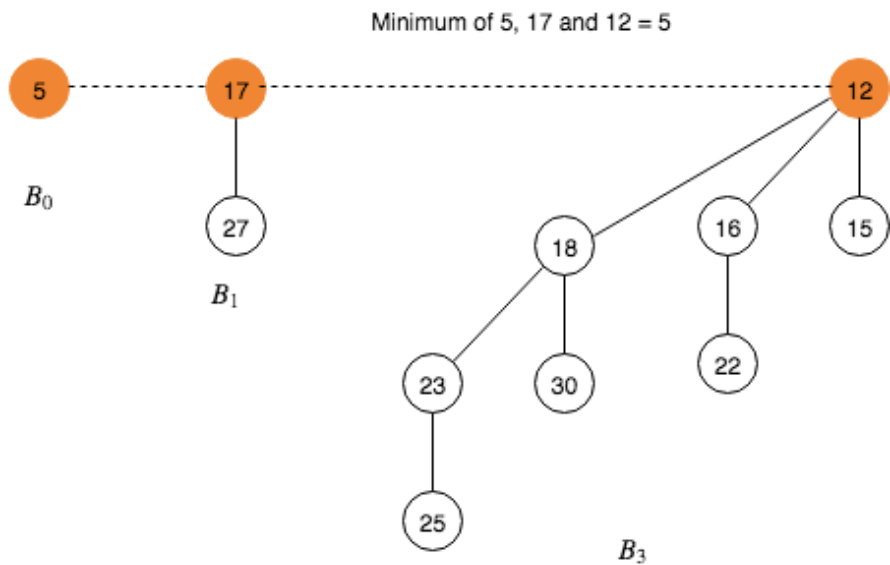 Minimum of 5, 17 and 12 = 5
5 17 12
B₀
27 18 16 15
B₁
23 30 22
25
B₃